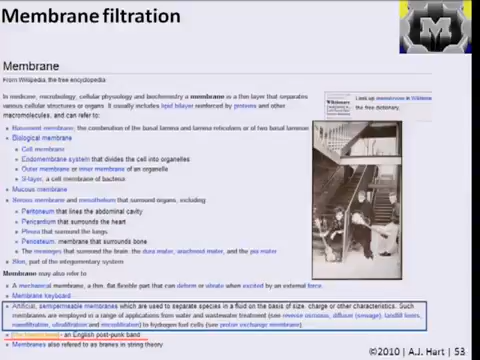 Membrane filtration
M
Membrane
From Wikipedia, the free encyclopedia
In medicine, microbiology, cellular physiology and biochemistry a membrane is a thin layer that separates
various cellular structures or organs. It usually includes lipid bilayer reinforced by proteins and other
macromolecules, and can refer to:
Look up membrane in Wiktionary
the free dictionary.
Basement membrane, the combination of the basal lamina and lamina reticularis or of two basal laminae
Biological membrane
Cell membrane
Endomembrane system that divides the cell into organelles
Outer membrane or inner membrane of an organelle
S-layer, a cell membrane of bacteria
Mucous membrane
Serous membrane and mesothelium that surround organs, including:
Peritoneum that lines the abdominal cavity
Pericardium that surrounds the heart
Pleura that surround the lungs
Periosteum, membrane that surrounds bone
The meninges that surround the brain, the dura mater, arachnoid mater, and the pia mater
Skin, part of the integumentary system
Membrane may also refer to
A mechanical membrane, a thin, flat flexible part that can deform or vibrate when excited by an external force.
Membrane keyboard
Artificial, semipermeable membranes which are used to separate species in a fluid on the basis of size, charge or other characteristics. Such
membranes are employed in a range of applications from water and wastewater treatment (see reverse osmosis, diffuser (sewage), landfill liners,
nanofiltration, ultrafiltration and microfiltration) to hydrogen fuel cells (see proton exchange membrane).
- an English post-punk band
Membranes also refered to as branes in string theory
©2010 | A.J. Hart | 53